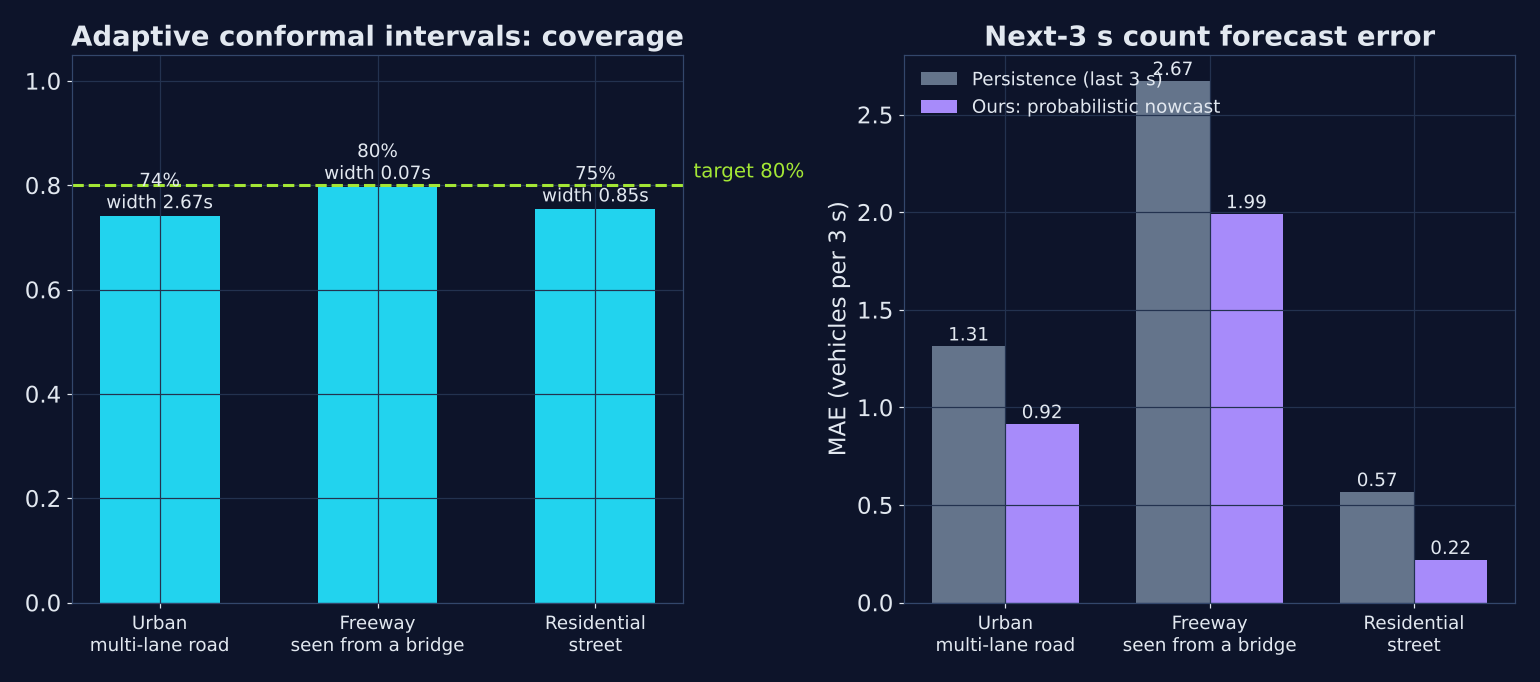 Adaptive conformal intervals: coverage
1.0
0.8
0.6
0.4
0.2
0.0
74%
width 2.67s
80%
width 0.07s
75%
width 0.85s
target 80%
Urban
multi-lane road
Freeway
seen from a bridge
Residential
street
Next-3 s count forecast error
Persistence (last 3 s)
Ours: probabilistic nowcast
MAE (vehicles per 3 s)
2.5
2.0
1.5
1.0
0.5
0.0
1.31
0.92
2.67
1.99
0.57
0.22
Urban
multi-lane road
Freeway
seen from a bridge
Residential
street